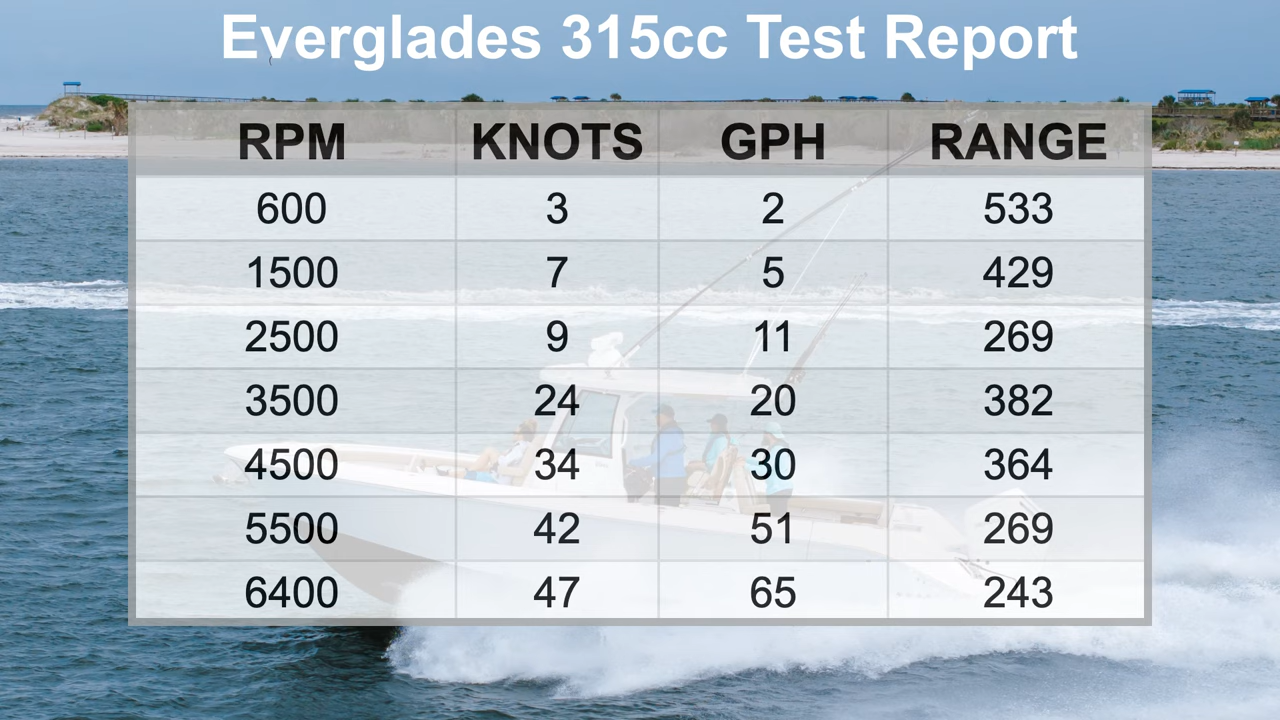 Everglades 315cc Test Report
RPM KNOTS GPH RANGE
600 3 2 533
1500 7 5 429
2500 9 11 269
3500 24 20 382
4500 34 30 364
5500 42 51 269
6400 47 65 243